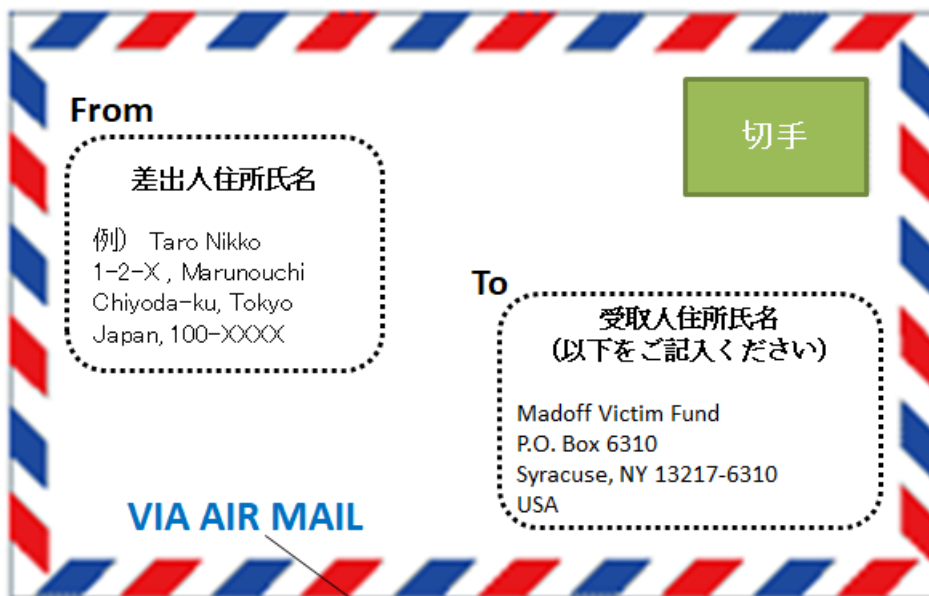 From
切手
差出人住所氏名
例） Taro Nikko
1-2-X , Marunouchi
Chiyoda-ku, Tokyo
Japan, 100-XXXX
To
受取人住所氏名
（以下をご記入ください）
Madoff Victim Fund
P.O. Box 6310
Syracuse, NY 13217-6310
USA
VIA AIR MAIL